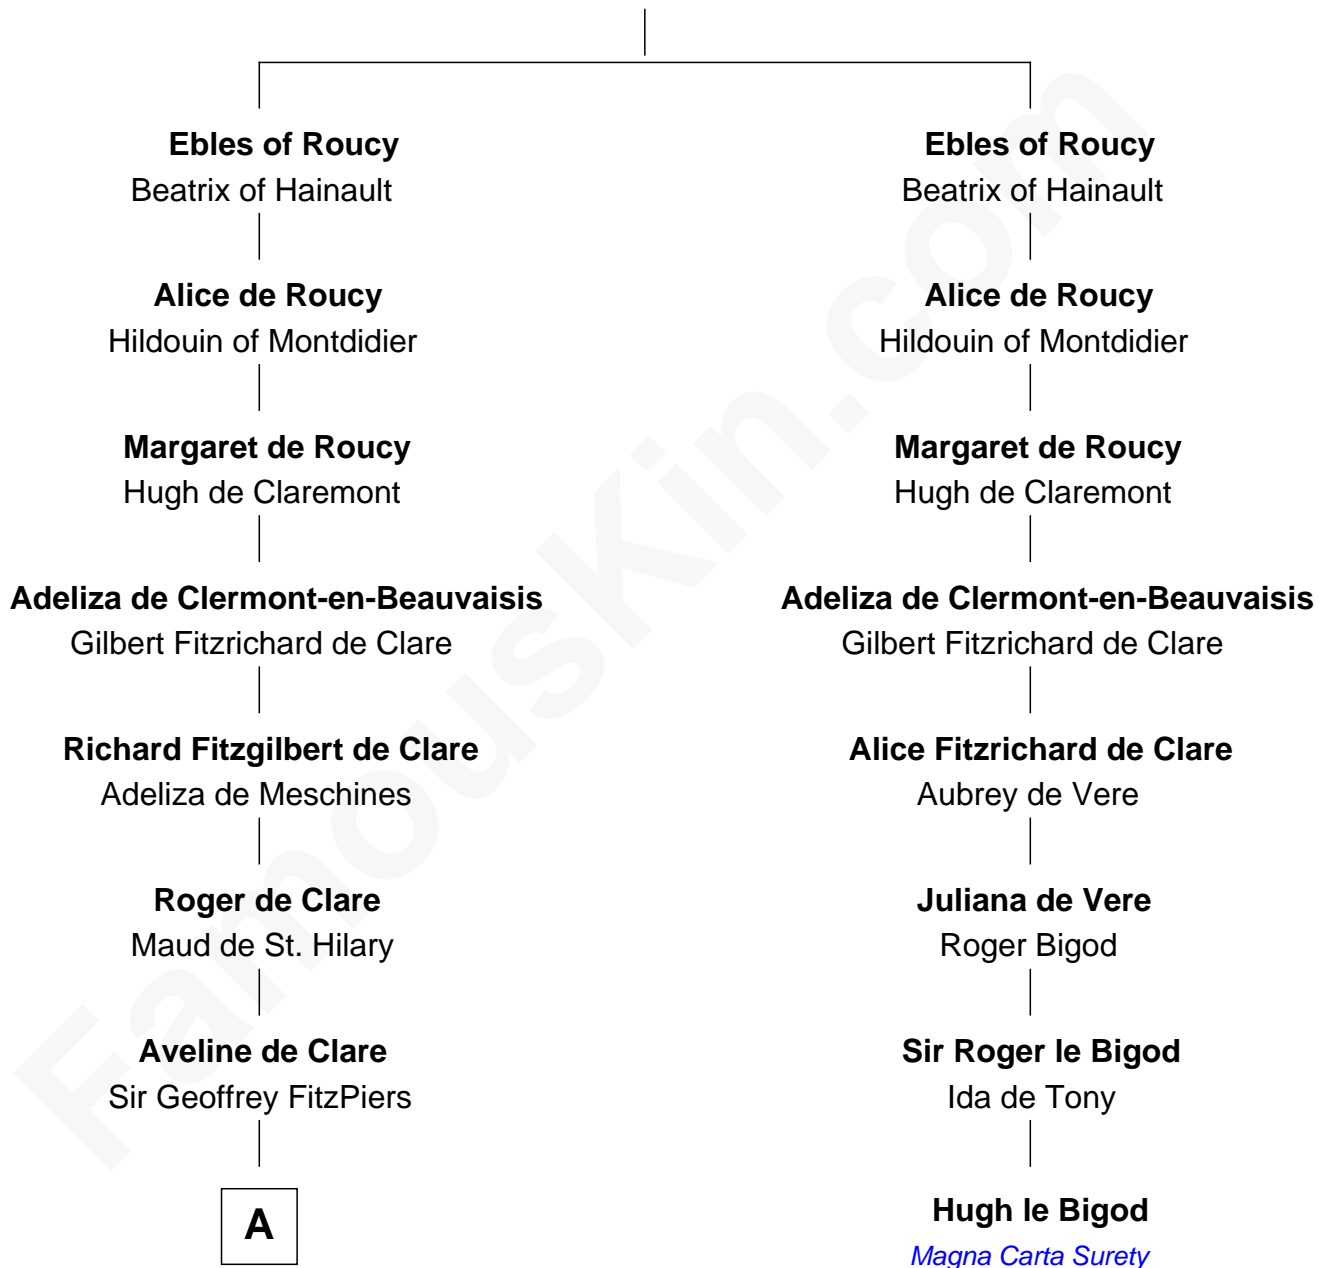 Ebles of Roucy
Beatrix of Hainault
Alice de Roucy
Hildouin of Montdidier
Margaret de Roucy
Hugh de Claremont
Adeliza de Clermont-en-Beauvaisis
Gilbert Fitzrichard de Clare
Richard Fitzgilbert de Clare
Adeliza de Meschines
Roger de Clare
Maud de St. Hilary
Aveline de Clare
Sir Geoffrey FitzPiers
A
Ebles of Roucy
Beatrix of Hainault
Alice de Roucy
Hildouin of Montdidier
Margaret de Roucy
Hugh de Claremont
Adeliza de Clermont-en-Beauvaisis
Gilbert Fitzrichard de Clare
Alice Fitzrichard de Clare
Aubrey de Vere
Juliana de Vere
Roger Bigod
Sir Roger le Bigod
Ida de Tony
Hugh le Bigod
Magna Carta Surety
FamousKin.com